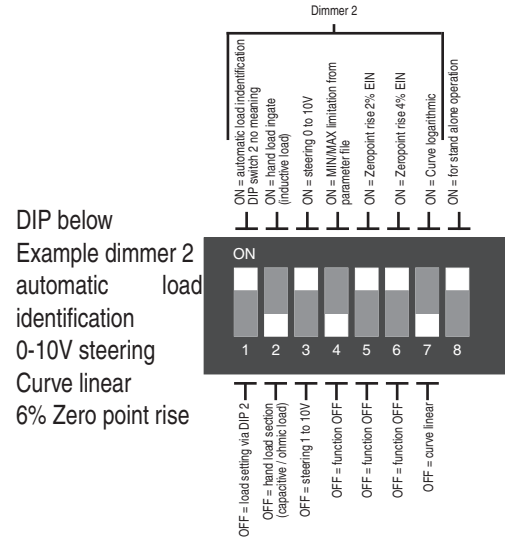 Dimmer 2
ON = automatic load indentification
DIP switch 2 no meaning
ON = hand load ingate
(inductive load)
ON = steering 0 to 10V
ON = MIN/MAX limitation from
parameter file
ON = Zeropoint rise 2% EIN
ON = Zeropoint rise 4% EIN
ON = Curve logarithmic
ON = for stand alone operation
DIP below
Example dimmer 2
automatic load
identification
0-10V steering
Curve linear
6% Zero point rise
ON
1 2 3 4 5 6 7 8
OFF = load setting via DIP 2
OFF = hand load section
(capacitive / ohmic load)
OFF = steering 1 to 10V
OFF = function OFF
OFF = function OFF
OFF = function OFF
OFF = curve linear